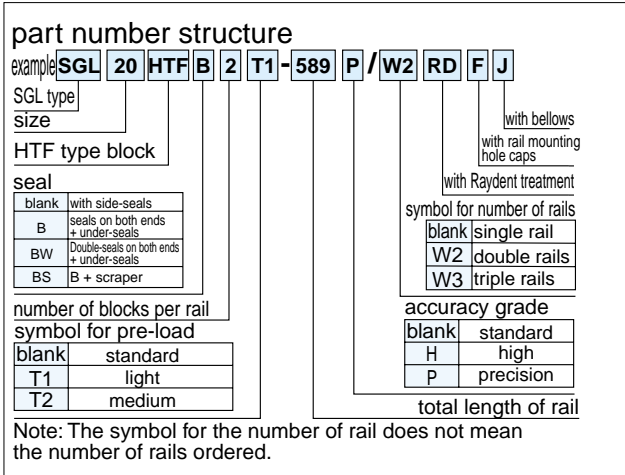 part number structure
example SGL 20 HTF B 2 T1 - 589 P / W2 RD F J
SGL type
size
HTF type block
with bellows
with rail mounting
hole caps
with Raydent treatment
seal
blank with side-seals
B seals on both ends
+ under-seals
BW Double-seals on both ends
+ under-seals
BS B + scraper
symbol for number of rails
blank single rail
W2 double rails
W3 triple rails
number of blocks per rail
symbol for pre-load
blank standard
T1 light
T2 medium
accuracy grade
blank standard
H high
P precision
total length of rail
Note: The symbol for the number of rail does not mean
the number of rails ordered.